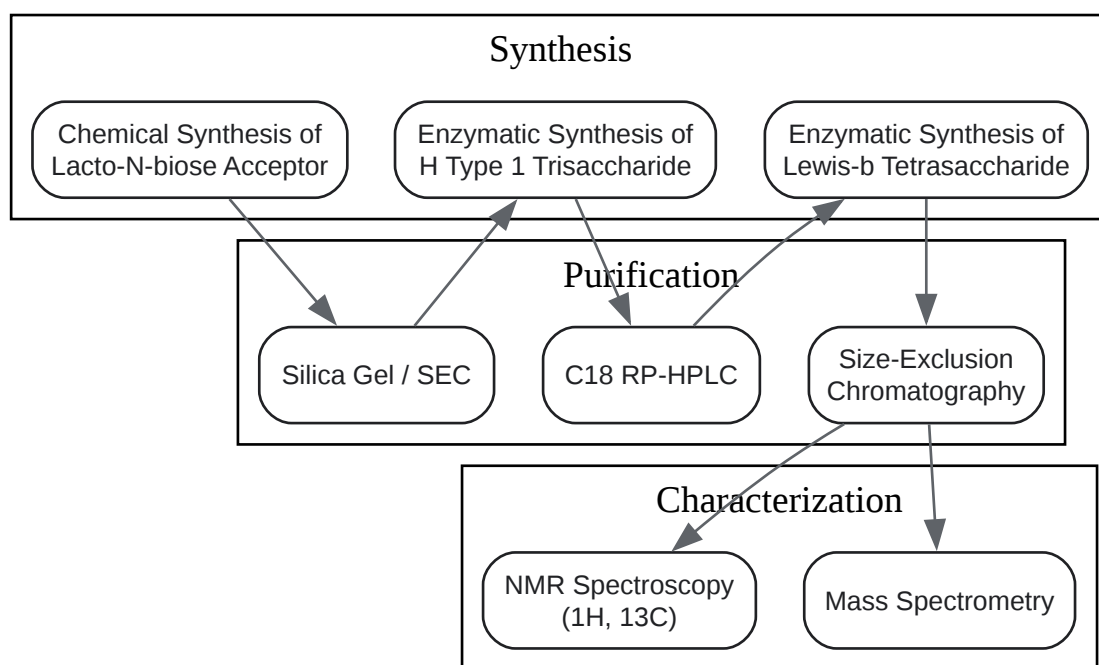 Synthesis
Chemical Synthesis of
Lacto-N-biose Acceptor
Enzymatic Synthesis of
H Type 1 Trisaccharide
Enzymatic Synthesis of
Lewis-b Tetrasaccharide
Purification
Silica Gel / SEC
C18 RP-HPLC
Size-Exclusion
Chromatography
Characterization
NMR Spectroscopy
(1H, 13C)
Mass Spectrometry